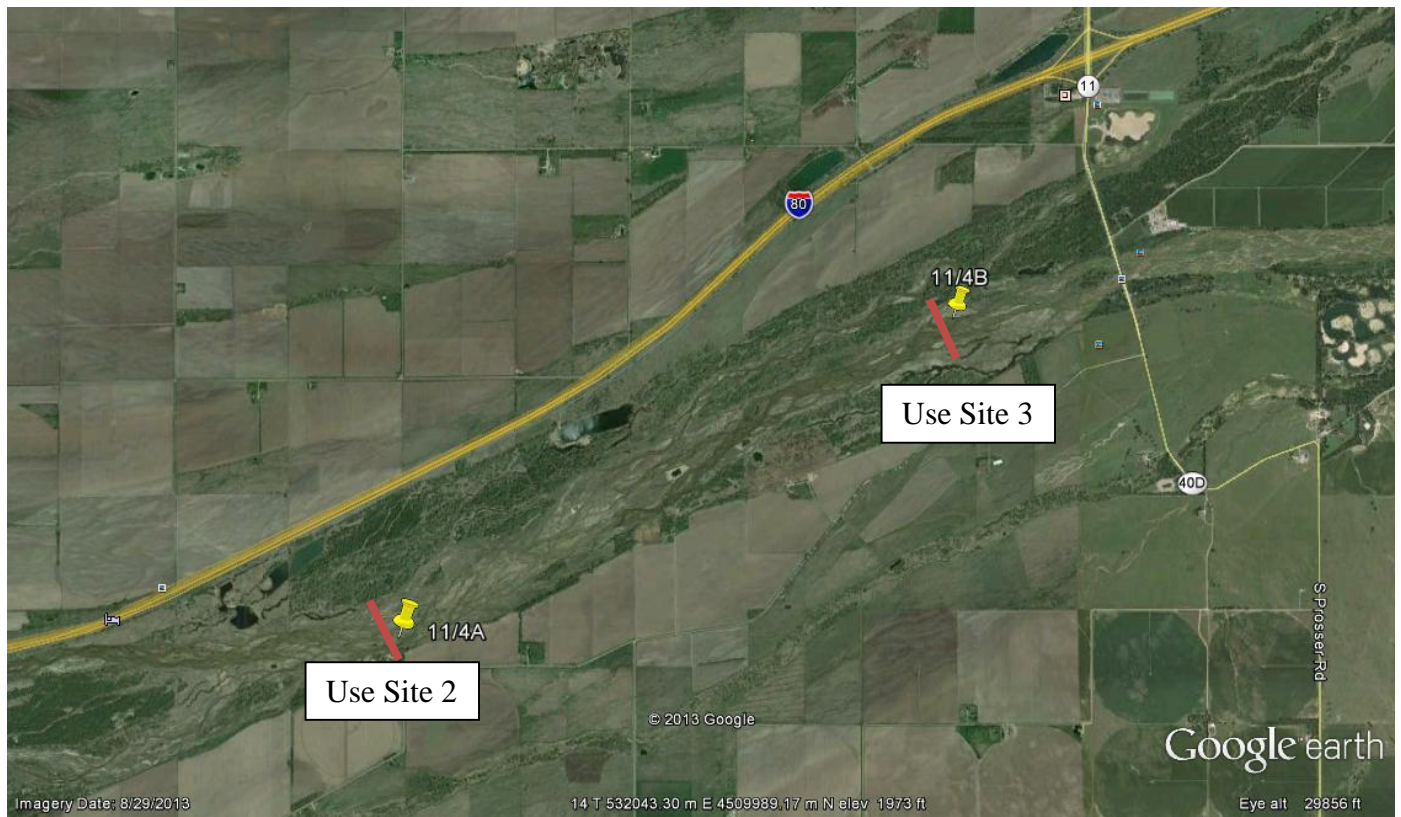 11
80
11/4B
Use Site 3
40D
S Prosser Rd
11/4A
Use Site 2
© 2013 Google
Google earth
Imagery Date: 8/29/2013
14 T 532043.30 m E 4509989.17 m N elev 1973 ft
Eye alt 29856 ft